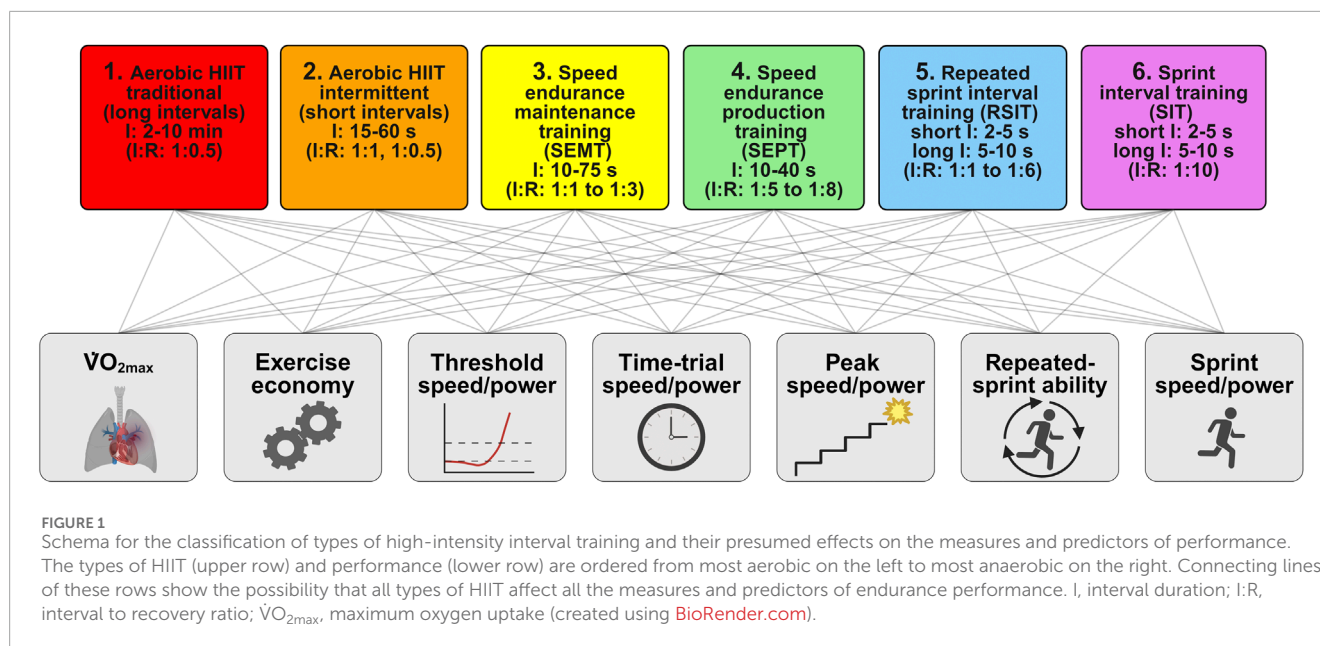 1. Aerobic HIIT
traditional
(long intervals)
I: 2-10 min
(I:R: 1:0.5)
2. Aerobic HIIT
intermittent
(short intervals)
I: 15-60 s
(I:R: 1:1, 1:0.5)
3. Speed
endurance
maintenance
training
(SEMT)
I: 10-75 s
(I:R: 1:1 to 1:3)
4. Speed
endurance
production
training
(SEPT)
I: 10-40 s
(I:R: 1:5 to 1:8)
5. Repeated
sprint interval
training (RSIT)
short I: 2-5 s
long I: 5-10 s
(I:R: 1:1 to 1:6)
6. Sprint
interval training
(SIT)
short I: 2-5 s
long I: 5-10 s
(I:R: 1:10)
V̇O2max
Exercise
economy
Threshold
speed/power
Time-trial
speed/power
Peak
speed/power
Repeated-
sprint ability
Sprint
speed/power
FIGURE 1
Schema for the classification of types of high-intensity interval training and their presumed effects on the measures and predictors of performance.
The types of HIIT (upper row) and performance (lower row) are ordered from most aerobic on the left to most anaerobic on the right. Connecting lines
of these rows show the possibility that all types of HIIT affect all the measures and predictors of endurance performance. I, interval duration; I:R,
interval to recovery ratio; V̇O2max, maximum oxygen uptake (created using BioRender.com).